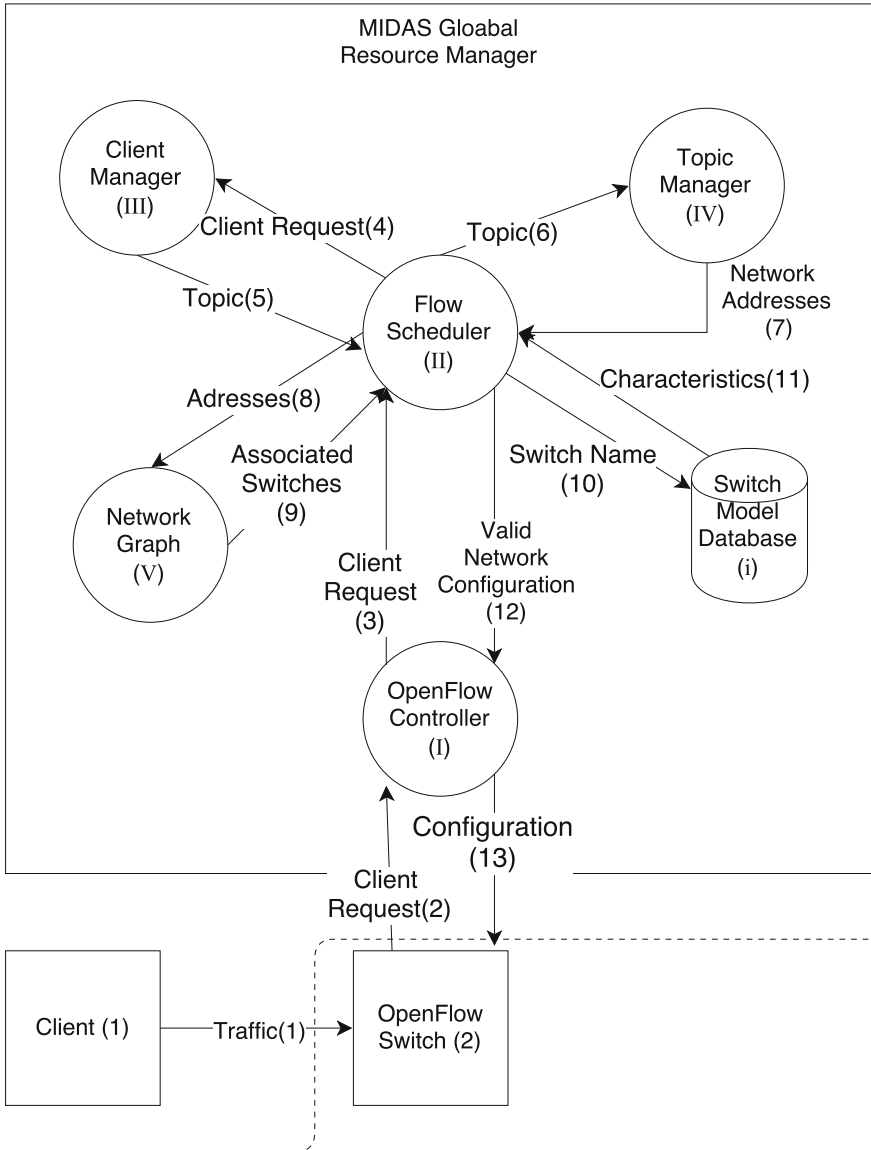 MIDAS Gloabal
Resource Manager
Client
Manager
(III)
Topic
Manager
(IV)
Client Request(4)
Topic(6)
Topic(5)
Network
Addresses
(7)
Flow
Scheduler
(II)
Adresses(8)
Characteristics(11)
Associated
Switches
(9)
Switch Name
(10)
Network
Graph
(V)
Switch
Model
Database
(i)
Client
Request
(3)
Valid
Network
Configuration
(12)
OpenFlow
Controller
(I)
Configuration
(13)
Client
Request(2)
Client (1)
Traffic(1)
OpenFlow
Switch (2)